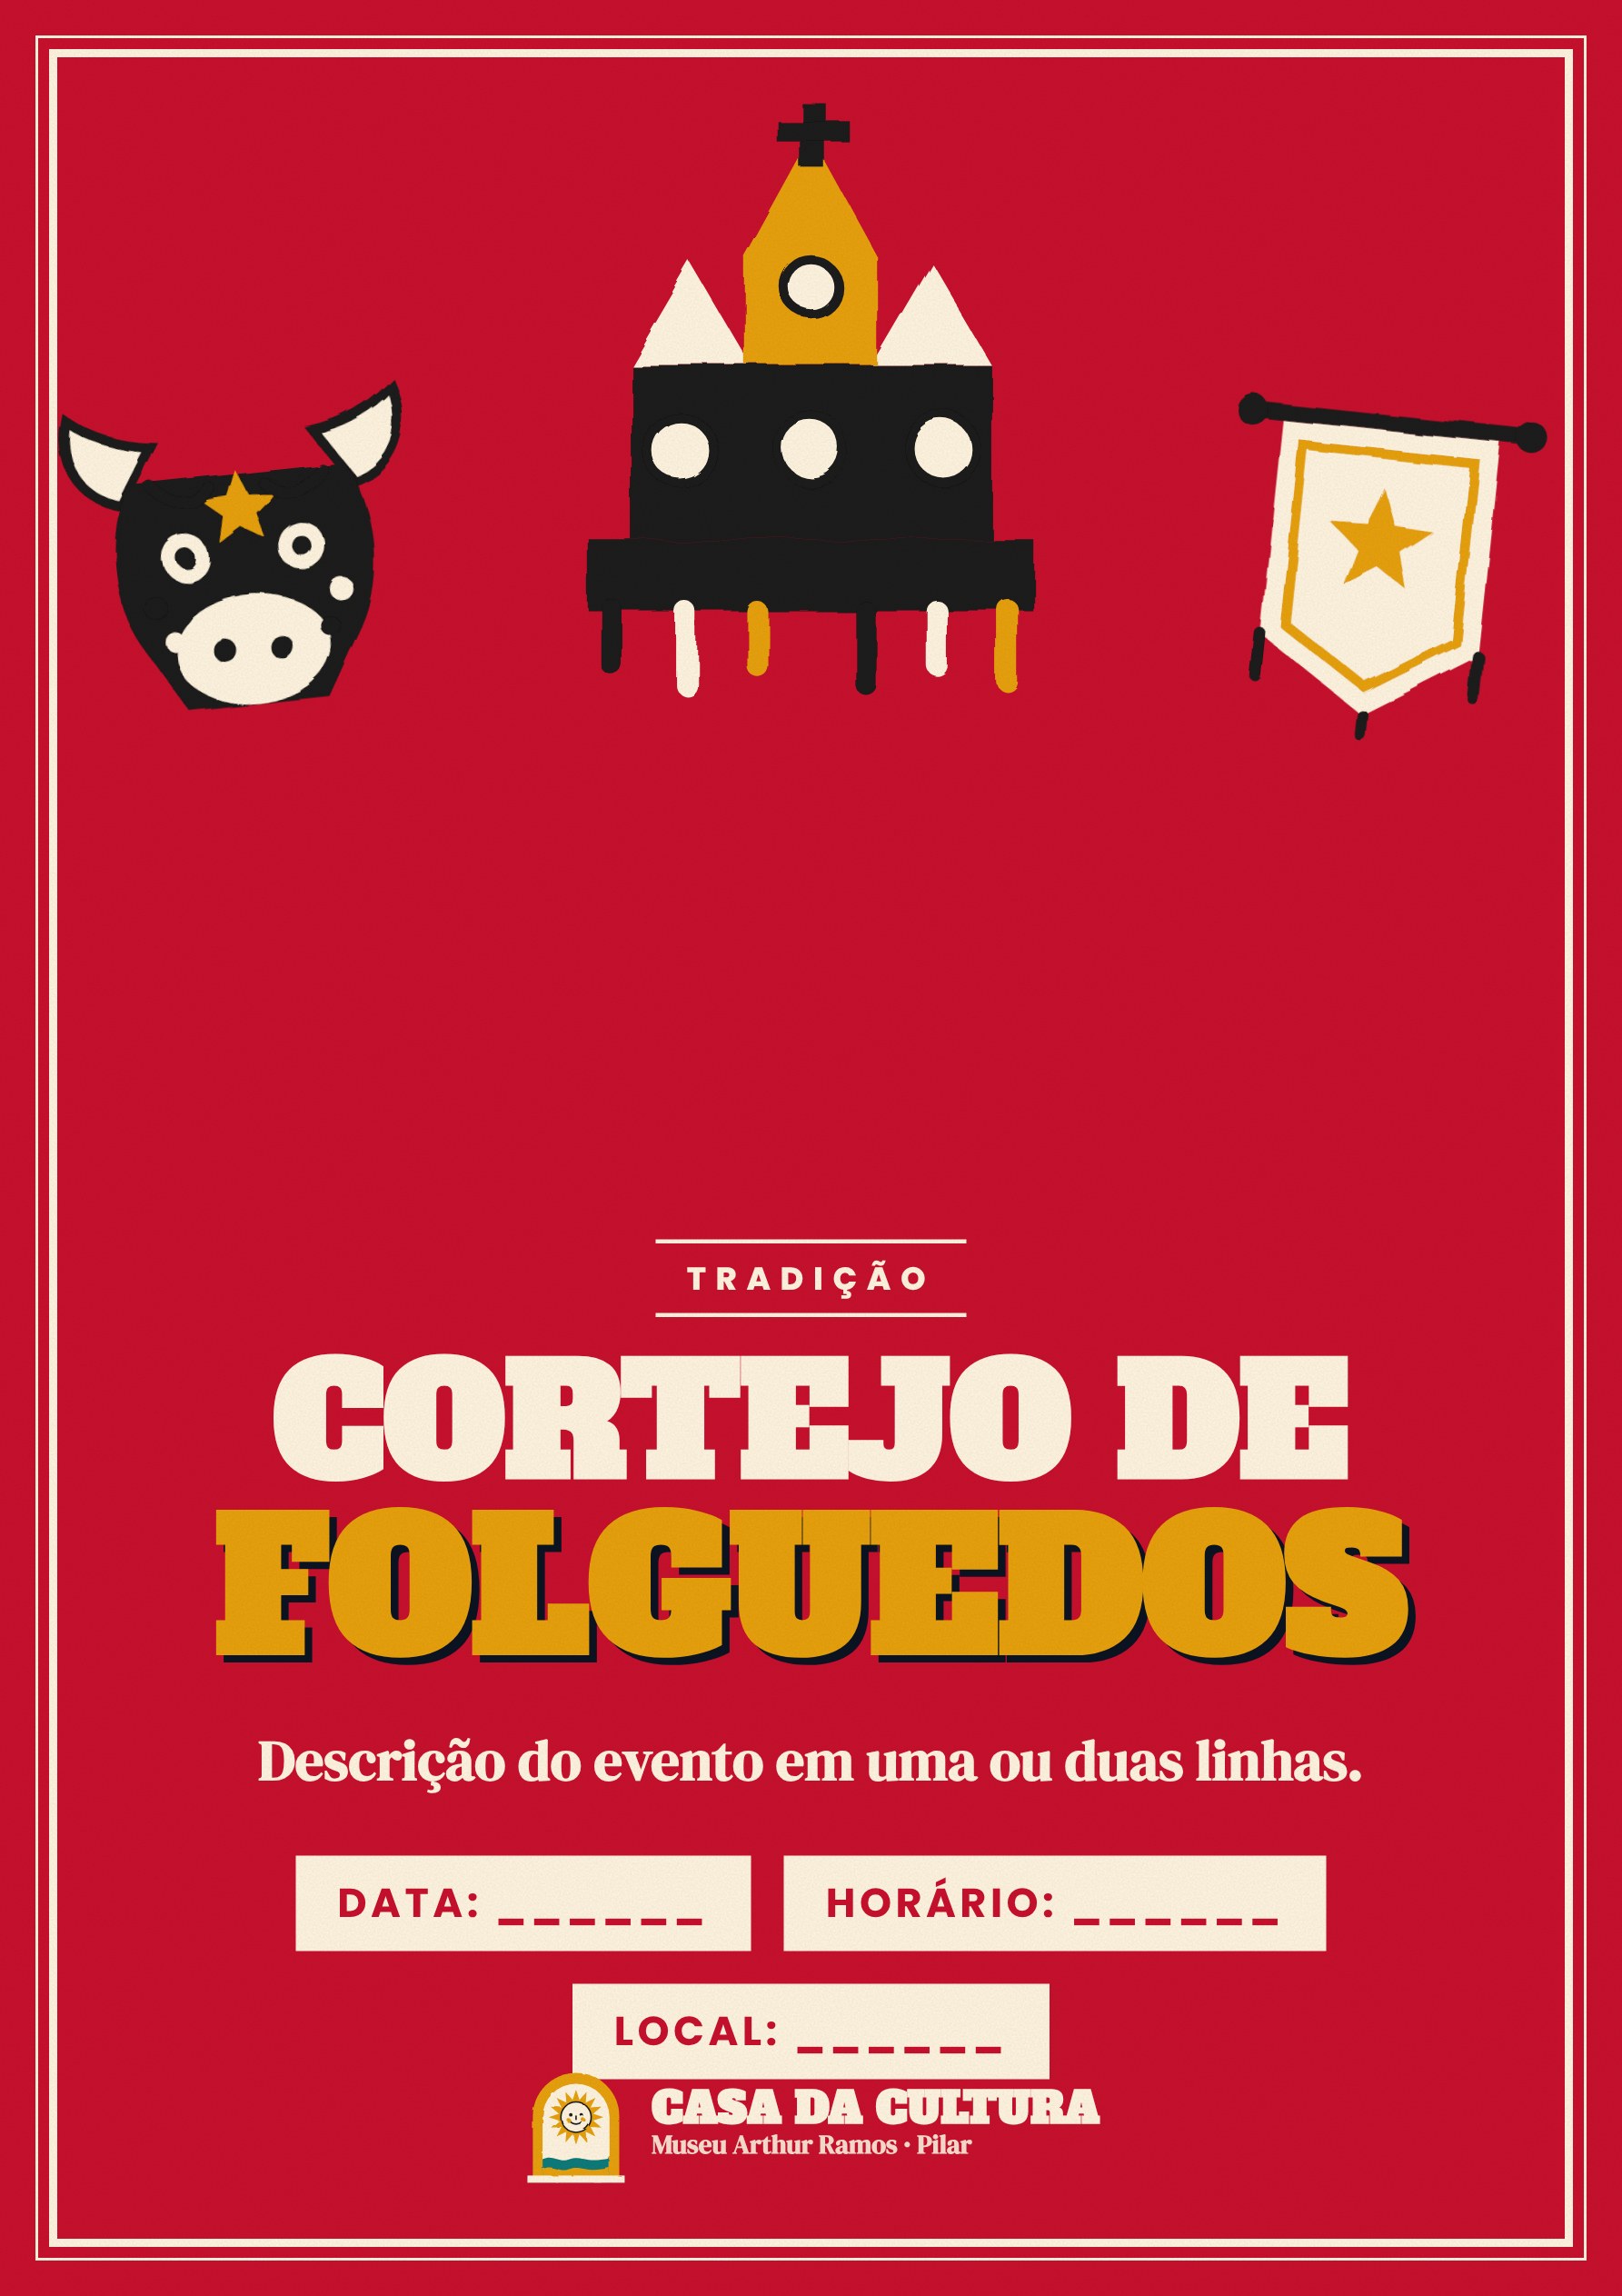 TRADIÇÃO
CORTEJO DE
FOLGUEDOS
Descrição do evento em uma ou duas linhas.
DATA: ______ HORÁRIO: ______
LOCAL: ______
CASA DA CULTURA
Museu Arthur Ramos · Pilar